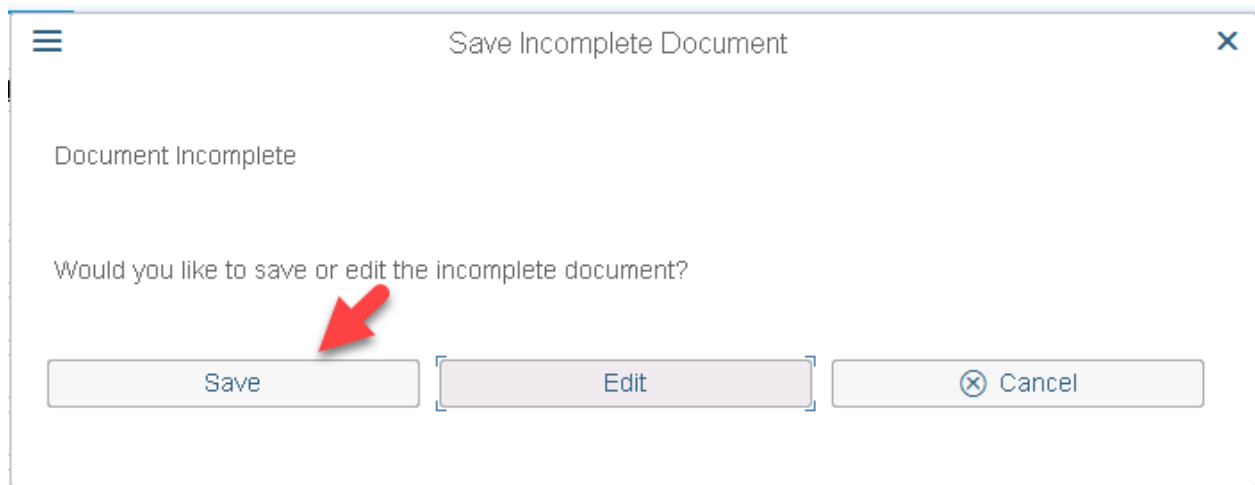 Save Incomplete Document
Document Incomplete
Would you like to save or edit the incomplete document?
Save Edit Cancel